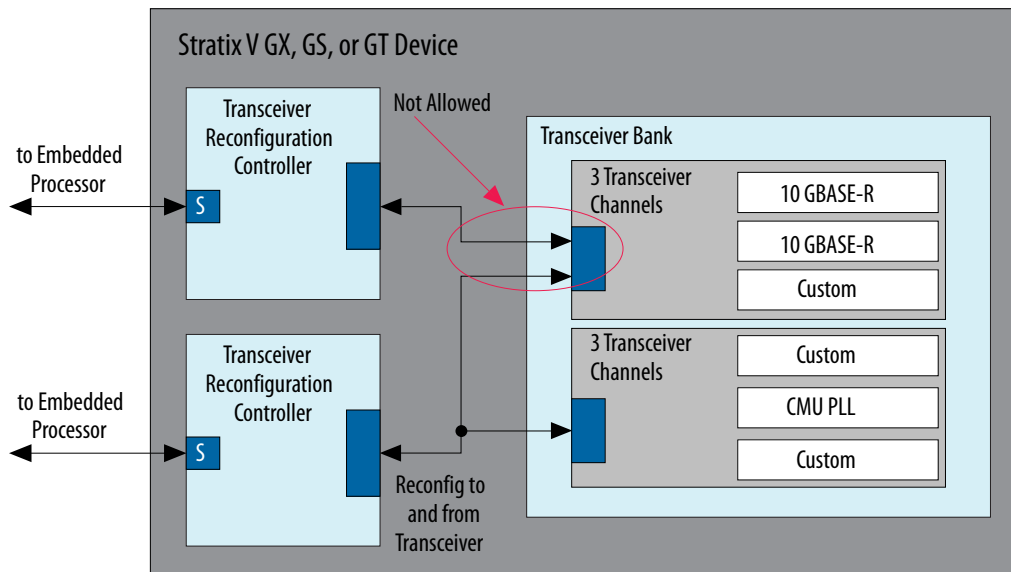 Stratix V GX, GS, or GT Device
Transceiver
Reconfiguration
Controller
Not Allowed
to Embedded
Processor
S
Transceiver Bank
3 Transceiver
Channels
10 GBASE-R
10 GBASE-R
Custom
Transceiver
Reconfiguration
Controller
to Embedded
Processor
S
Reconfig to
and from
Transceiver
3 Transceiver
Channels
Custom
CMU PLL
Custom